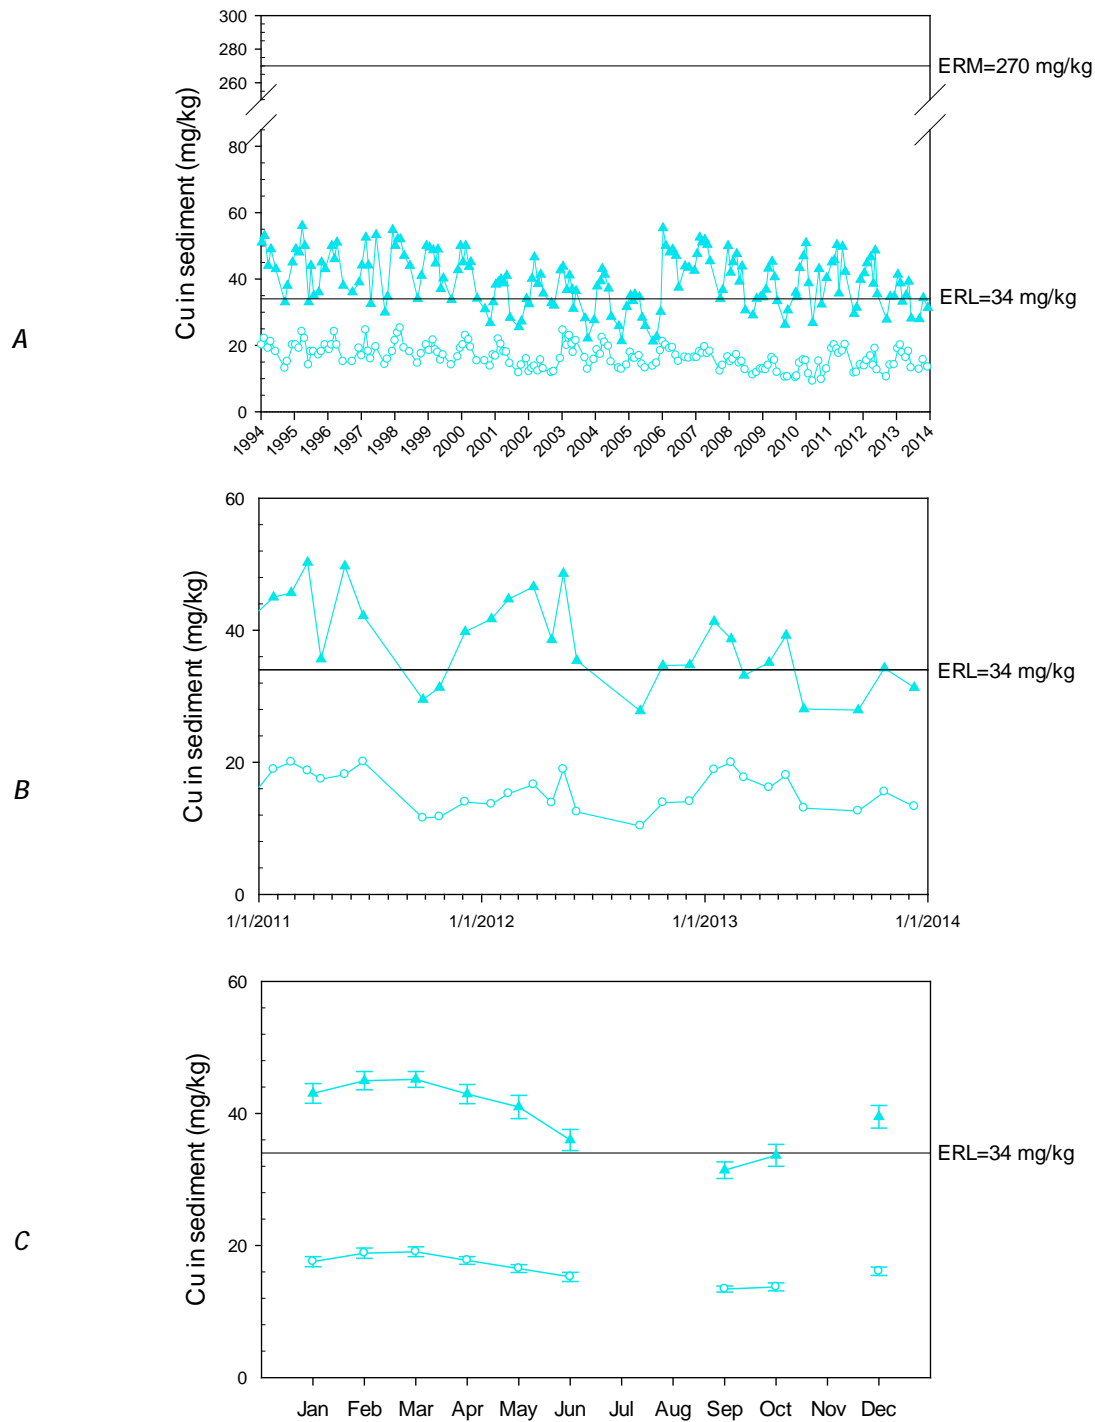 A
Cu in sediment (mg/kg)
300
280
260
80
60
40
20
0
ERM=270 mg/kg
ERL=34 mg/kg
1994 1995 1996 1997 1998 1999 2000 2001 2002 2003 2004 2005 2006 2007 2008 2009 2010 2011 2012 2013 2014
B
Cu in sediment (mg/kg)
60
40
20
0
ERL=34 mg/kg
1/1/2011 1/1/2012 1/1/2013 1/1/2014
C
Cu in sediment (mg/kg)
60
40
20
0
ERL=34 mg/kg
Jan Feb Mar Apr May Jun Jul Aug Sep Oct Nov Dec